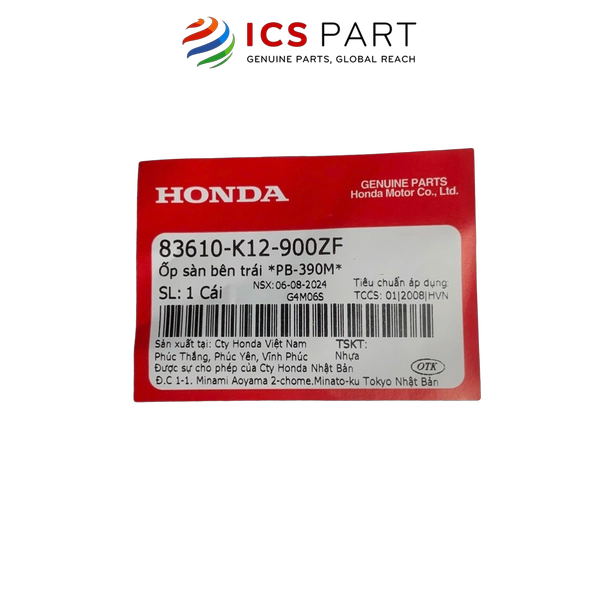 ICS PART
GENUINE PARTS, GLOBAL REACH
HONDA
GENUINE PARTS
Honda Motor Co., Ltd.
83610-K12-900ZF
Ốp sàn bên trái *PB-390M*
SL: 1 Cái
NSX: 06-08-2024
G4M06S
Tiêu chuẩn áp dụng
TCCS: 01|2008|HVN
Sản xuất tại: Cty Honda Việt Nam
Phúc Thắng, Phúc Yên, Vĩnh Phúc
Được sự cho phép của Cty Honda Nhật Bản
Đ.C 1-1. Minami Aoyama 2-chome.Minato-ku Tokyo Nhật Bản
TSKT:
Nhựa
OTK